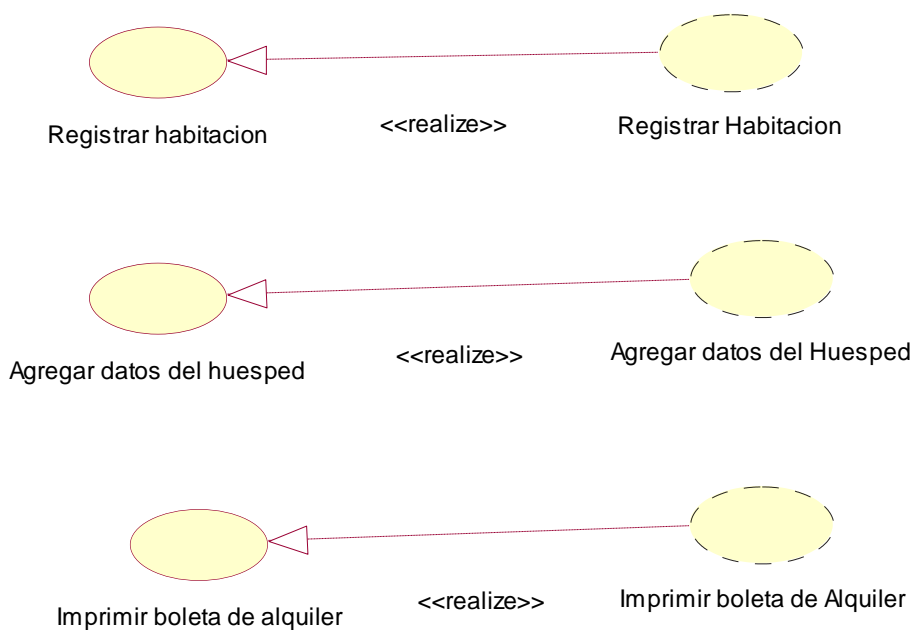 Registrar habitacion
<<realize>>
Registrar Habitacion
Agregar datos del huesped
<<realize>>
Agregar datos del Huesped
Imprimir boleta de alquiler
<<realize>>
Imprimir boleta de Alquiler